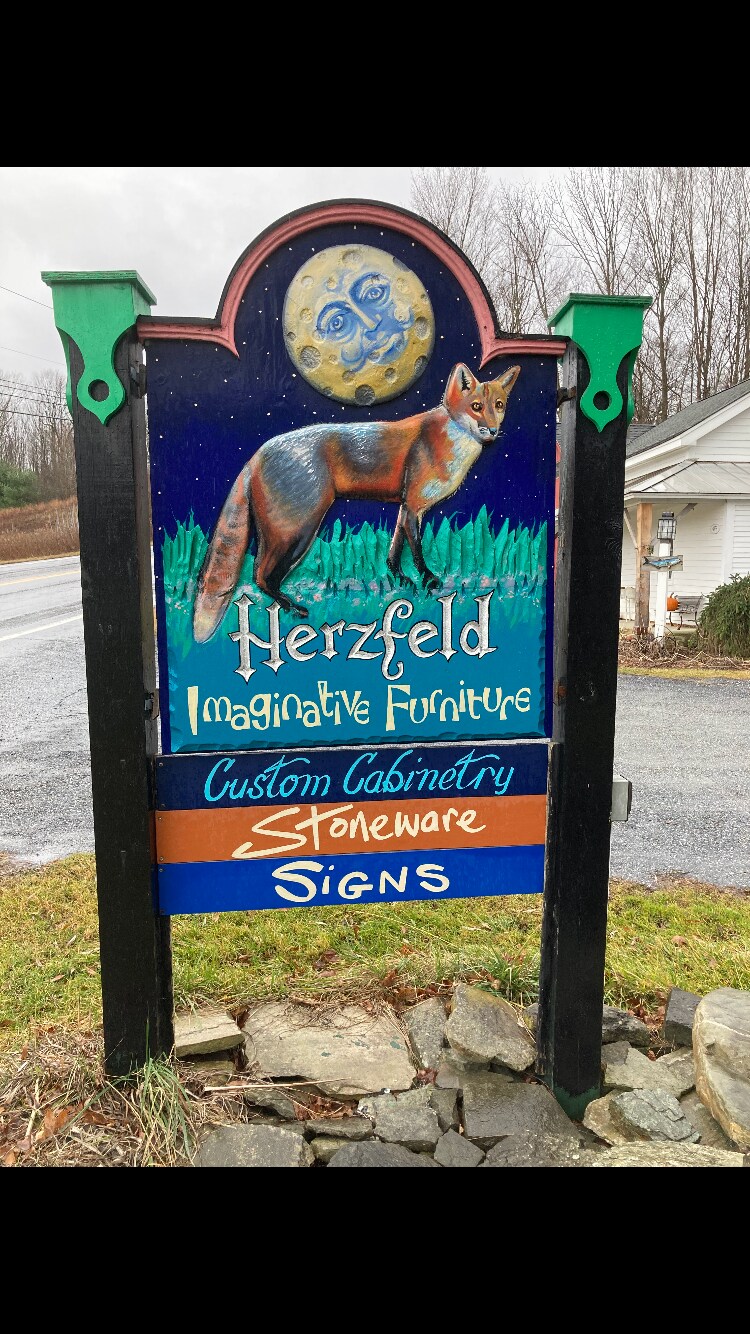 Herzfeld
Imaginative Furniture
Custom Cabinetry
Stoneware
Signs